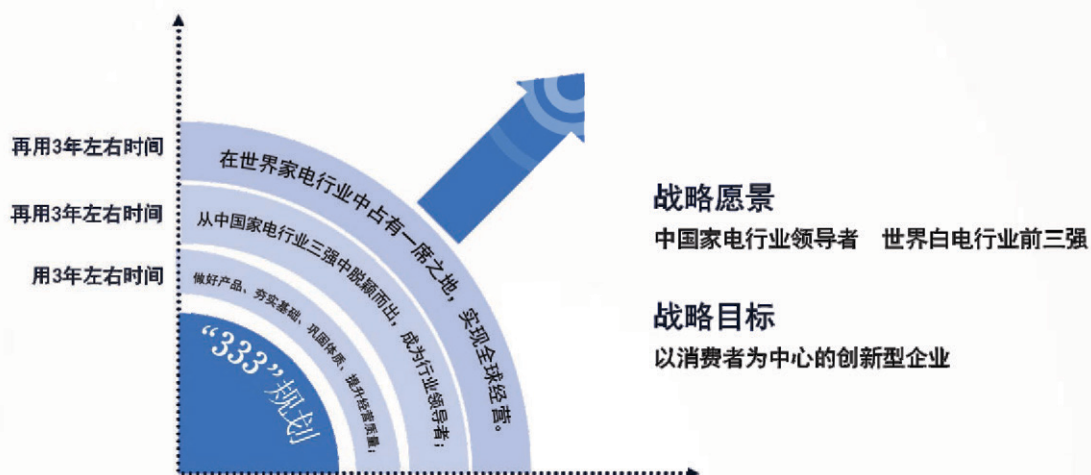 再用3年左右时间
在世界家电行业中占有一席之地，实现全球经营。
再用3年左右时间
从中国家电行业三强中脱颖而出，成为行业领导者；
用3年左右时间
做好产品、夯实基础、巩固体质、提升经营质量；
“333”规划
战略愿景
中国家电行业领导者 世界白电行业前三强
战略目标
以消费者为中心的创新型企业